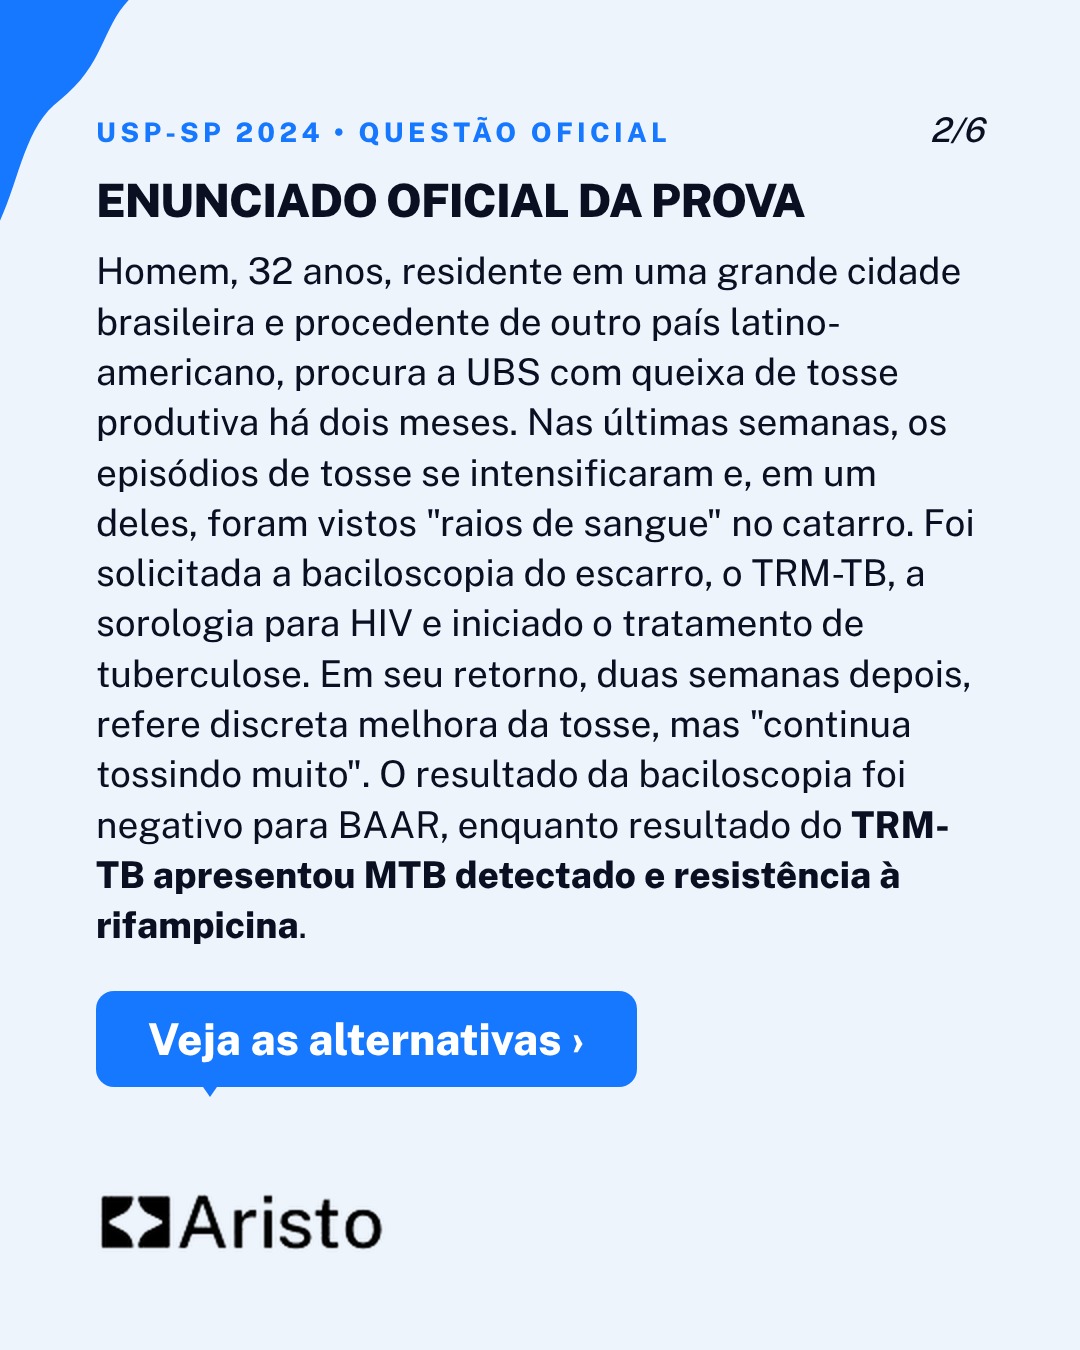 USP-SP 2024 • QUESTÃO OFICIAL
2/6
ENUNCIADO OFICIAL DA PROVA
Homem, 32 anos, residente em uma grande cidade
brasileira e procedente de outro país latino-
americano, procura a UBS com queixa de tosse
produtiva há dois meses. Nas últimas semanas, os
episódios de tosse se intensificaram e, em um
deles, foram vistos "raios de sangue" no catarro. Foi
solicitada a baciloscopia do escarro, o TRM-TB, a
sorologia para HIV e iniciado o tratamento de
tuberculose. Em seu retorno, duas semanas depois,
refere discreta melhora da tosse, mas "continua
tossindo muito". O resultado da baciloscopia foi
negativo para BAAR, enquanto resultado do TRM-
TB apresentou MTB detectado e resistência à
rifampicina.
Veja as alternativas ›
Aristo